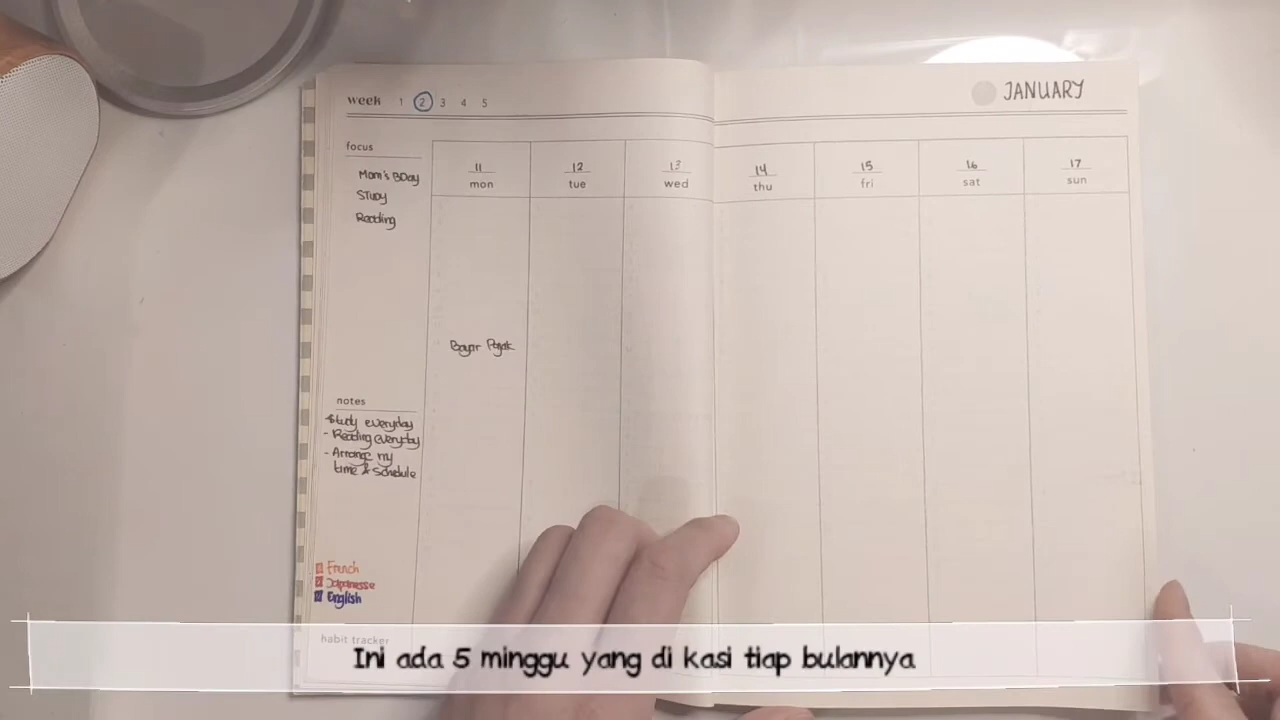 week 1 2 3 4 5
JANUARY
focus
Mom's BDay
Study
Reading
11 12 13 14 15 16 17
mon tue wed thu fri sat sun
Bayar Pajak
notes
- Study everyday
- Reading everyday
- Arrange my
time & schedule
French
Japanesse
English
habit tracker
Ini ada 5 minggu yang di kasi tiap bulannya